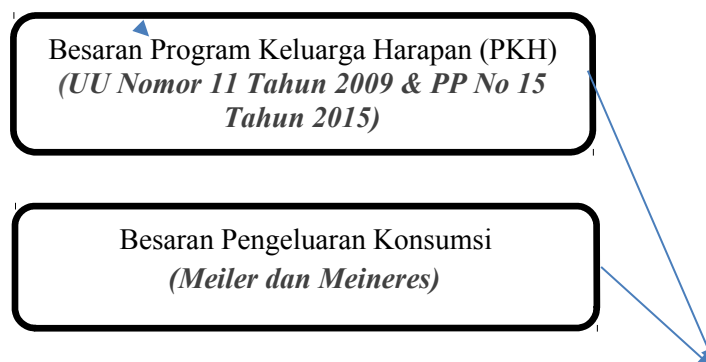 Besaran Program Keluarga Harapan (PKH)
(UU Nomor 11 Tahun 2009 & PP No 15
Tahun 2015)
Besaran Pengeluaran Konsumsi
(Meiler dan Meineres)